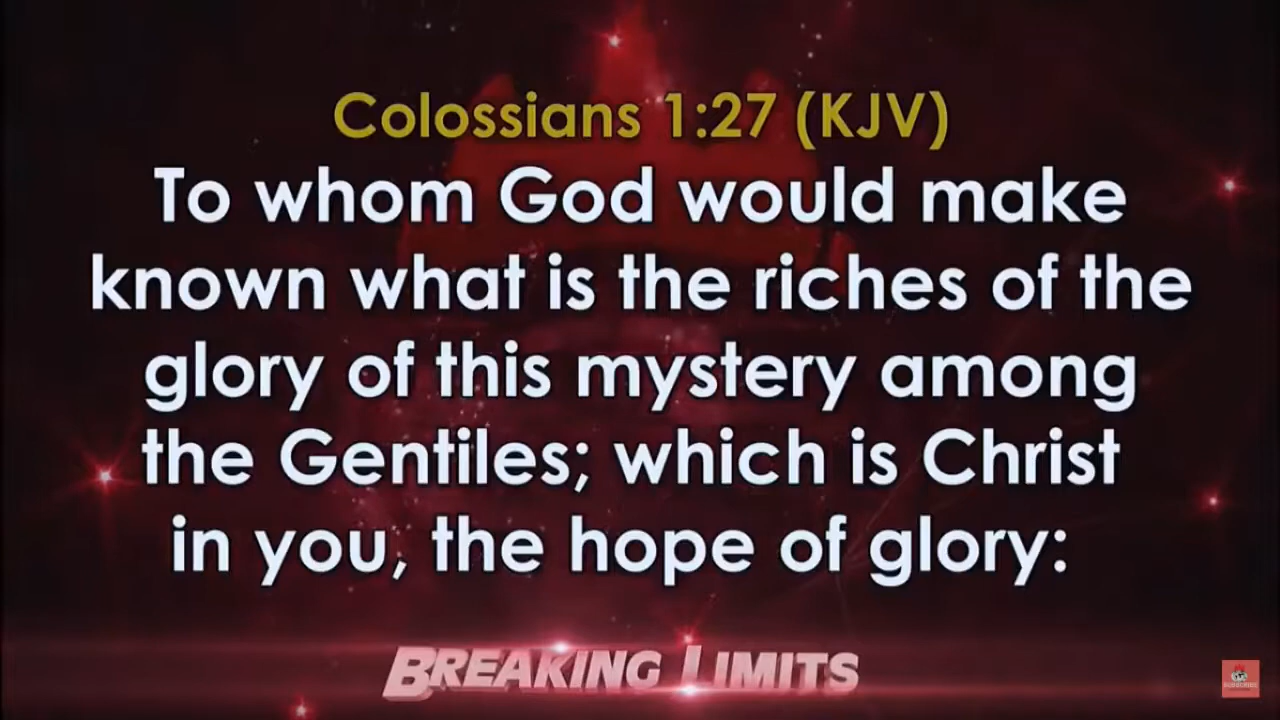 Colossians 1:27 (KJV)
To whom God would make
known what is the riches of the
glory of this mystery among
the Gentiles; which is Christ
in you, the hope of glory:
BREAKING LIMITS